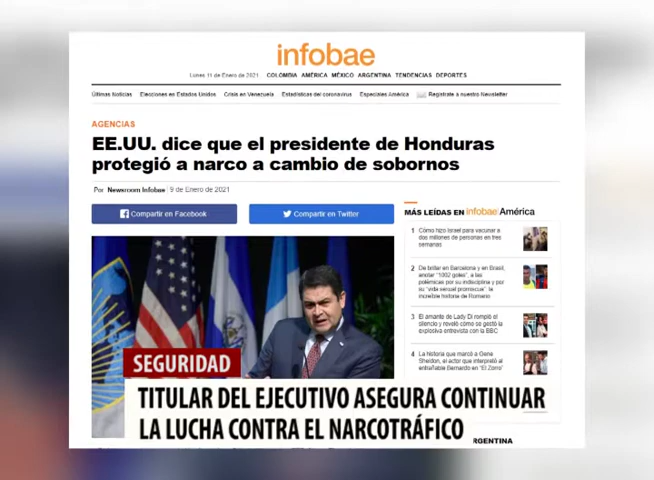 infobae
Lunes 11 de Enero de 2021 COLOMBIA AMÉRICA MÉXICO ARGENTINA TENDENCIAS DEPORTES
Últimas Noticias Elecciones en Estados Unidos Crisis en Venezuela Estadísticas del coronavirus Especiales América Registrate a nuestro Newsletter
AGENCIAS
EE.UU. dice que el presidente de Honduras
protegió a narco a cambio de sobornos
Por Newsroom Infobae | 9 de Enero de 2021
Compartir en Facebook
Compartir en Twitter
MÁS LEÍDAS EN infobae América
1 Cómo hizo Israel para vacunar a
dos millones de personas en tres
semanas
2 De brillar en Barcelona y en Brasil,
anotar "1002 goles", a las
polémicas por su indisciplina y por
su "vida sexual promiscua": la
increíble historia de Romario
3 El amante de Lady Di rompió el
silencio y reveló cómo se gestó la
explosiva entrevista con la BBC
4 La historia que marcó a Gene
Sheldon, el actor que interpretó al
entrañable Bernardo en "El Zorro"
SEGURIDAD
TITULAR DEL EJECUTIVO ASEGURA CONTINUAR
LA LUCHA CONTRA EL NARCOTRÁFICO
RGENTINA